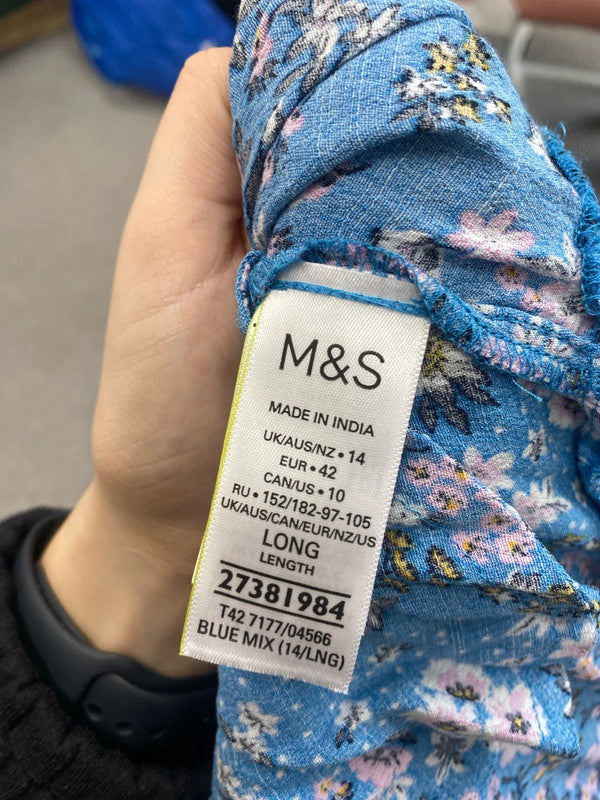 M&S
MADE IN INDIA
UK/AUS/NZ • 14
EUR • 42
CAN/US • 10
RU • 152/182-97-105
UK/AUS/CAN/EUR/NZ/US
LONG
LENGTH
27381984
T42 7177/04566
BLUE MIX (14/LNG)